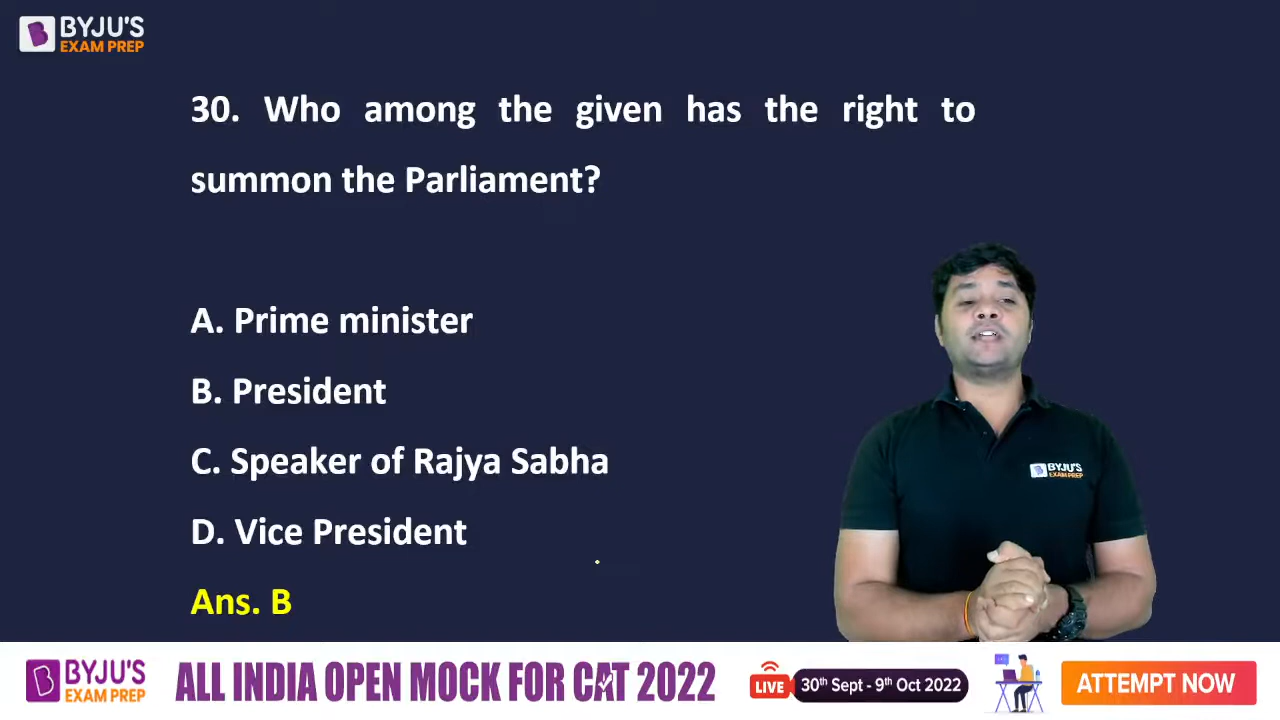 BYJU'S
EXAM PREP
30. Who among the given has the right to
summon the Parliament?
A. Prime minister
B. President
C. Speaker of Rajya Sabha
D. Vice President
Ans. B
BYJU'S
EXAM PREP
BYJU'S
EXAM PREP
ALL INDIA OPEN MOCK FOR CAT 2022
LIVE
30th Sept - 9th Oct 2022
ATTEMPT NOW